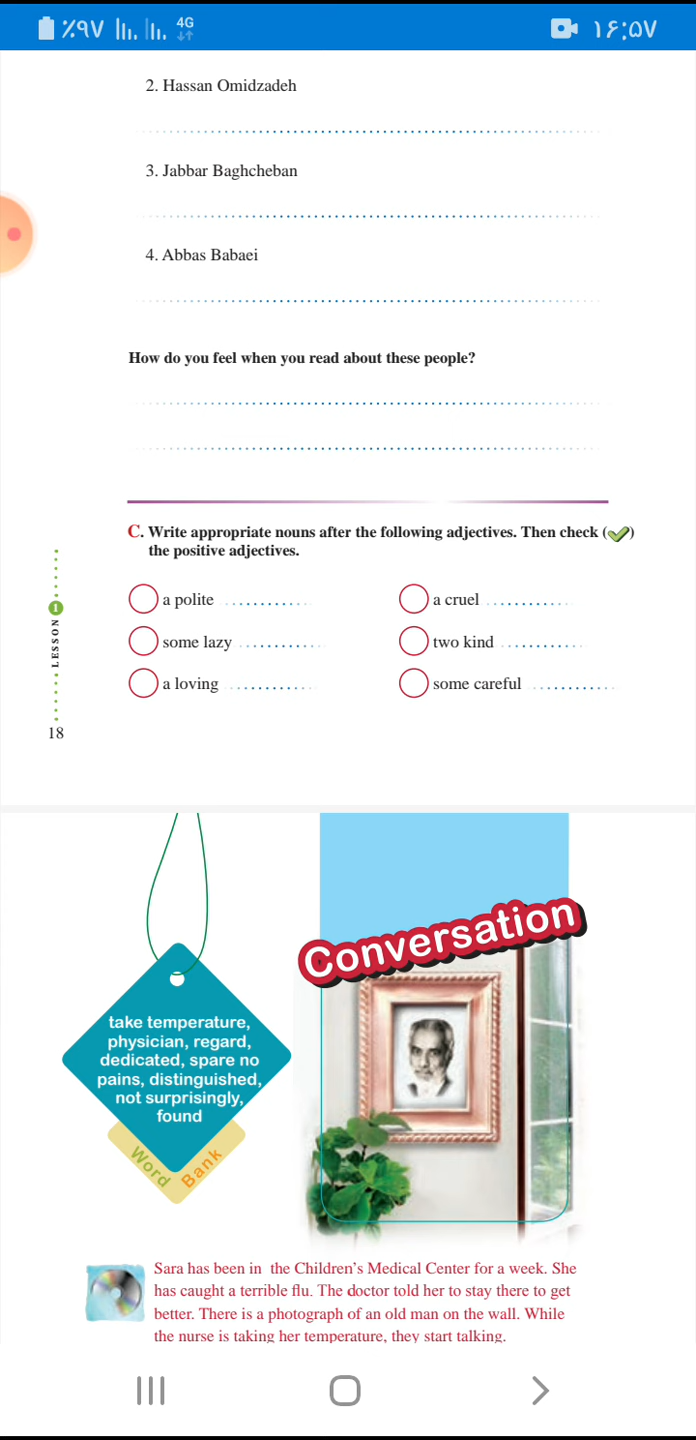 ٪۹۷ 4G ۱۶:۵۷
2. Hassan Omidzadeh
3. Jabbar Baghcheban
4. Abbas Babaei
How do you feel when you read about these people?
C. Write appropriate nouns after the following adjectives. Then check (✓)
the positive adjectives.
a polite ............. a cruel .............
some lazy ............. two kind .............
a loving ............. some careful .............
LESSON 1
18
Conversation
take temperature,
physician, regard,
dedicated, spare no
pains, distinguished,
not surprisingly,
found
Word Bank
Sara has been in the Children's Medical Center for a week. She
has caught a terrible flu. The doctor told her to stay there to get
better. There is a photograph of an old man on the wall. While
the nurse is taking her temperature, they start talking.